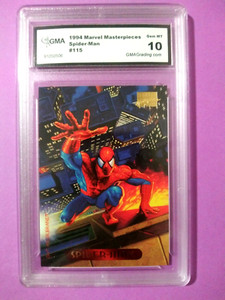 GMA
1994 Marvel Masterpieces
Spider-Man
#115
Gem Mt
10
GMAGrading.com
SPIDER-MAN